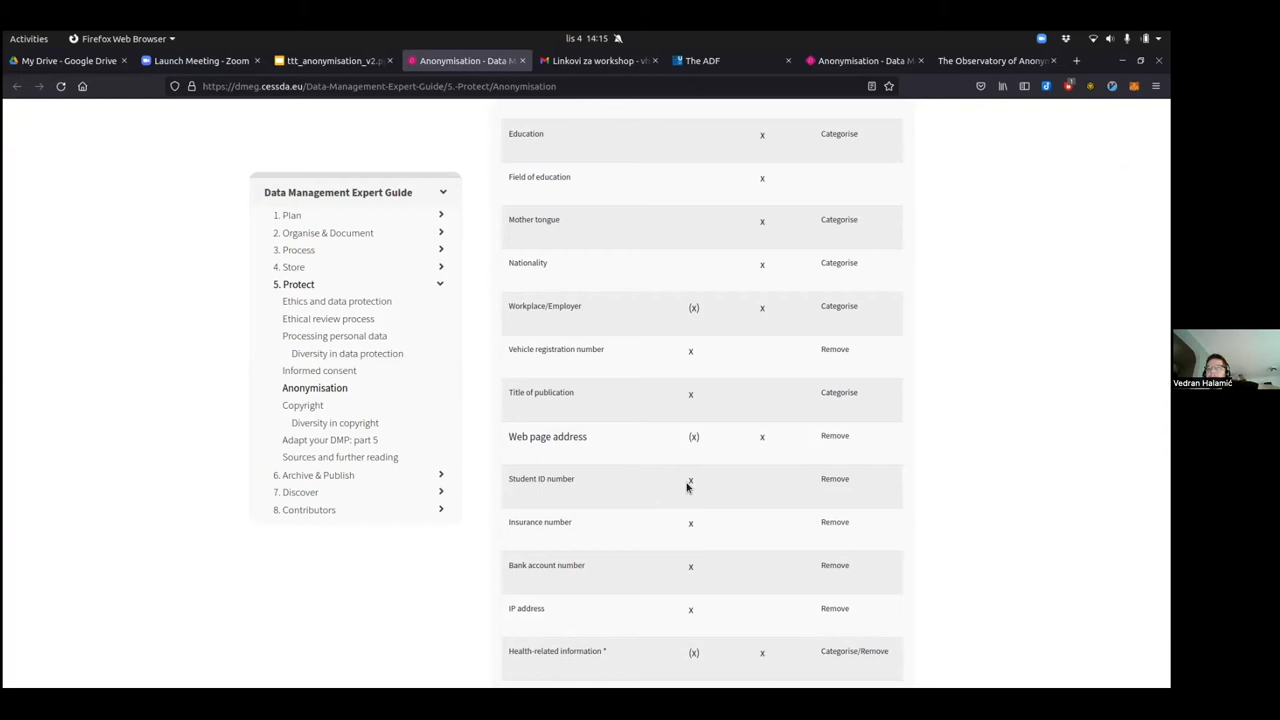 Activities Firefox Web Browser lis 4 14:15
My Drive - Google Drive Launch Meeting - Zoom ttt_anonymisation_v2.p Anonymisation - Data M Linkovi za workshop - vh The ADF Anonymisation - Data M The Observatory of Anonym
https://dmeg.cessda.eu/Data-Management-Expert-Guide/5.-Protect/Anonymisation
Data Management Expert Guide
1. Plan
2. Organise & Document
3. Process
4. Store
5. Protect
Ethics and data protection
Ethical review process
Processing personal data
Diversity in data protection
Informed consent
Anonymisation
Copyright
Diversity in copyright
Adapt your DMP: part 5
Sources and further reading
6. Archive & Publish
7. Discover
8. Contributors
Education x Categorise
Field of education x
Mother tongue x Categorise
Nationality x Categorise
Workplace/Employer (x) x Categorise
Vehicle registration number x Remove
Title of publication x Categorise
Web page address (x) x Remove
Student ID number x Remove
Insurance number x Remove
Bank account number x Remove
IP address x Remove
Health-related information * (x) x Categorise/Remove
Vedran Halamić